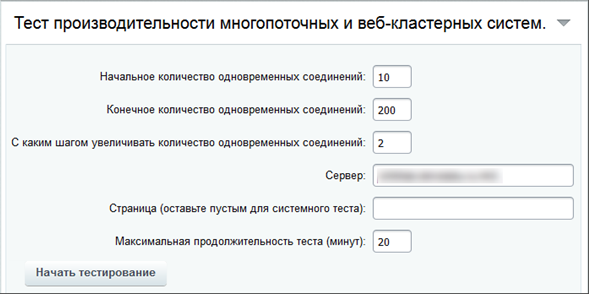 Тест производительности многопоточных и веб-кластерных систем.
Начальное количество одновременных соединений: 10
Конечное количество одновременных соединений: 200
С каким шагом увеличивать количество одновременных соединений: 2
Сервер:
Страница (оставьте пустым для системного теста):
Максимальная продолжительность теста (минут): 20
Начать тестирование